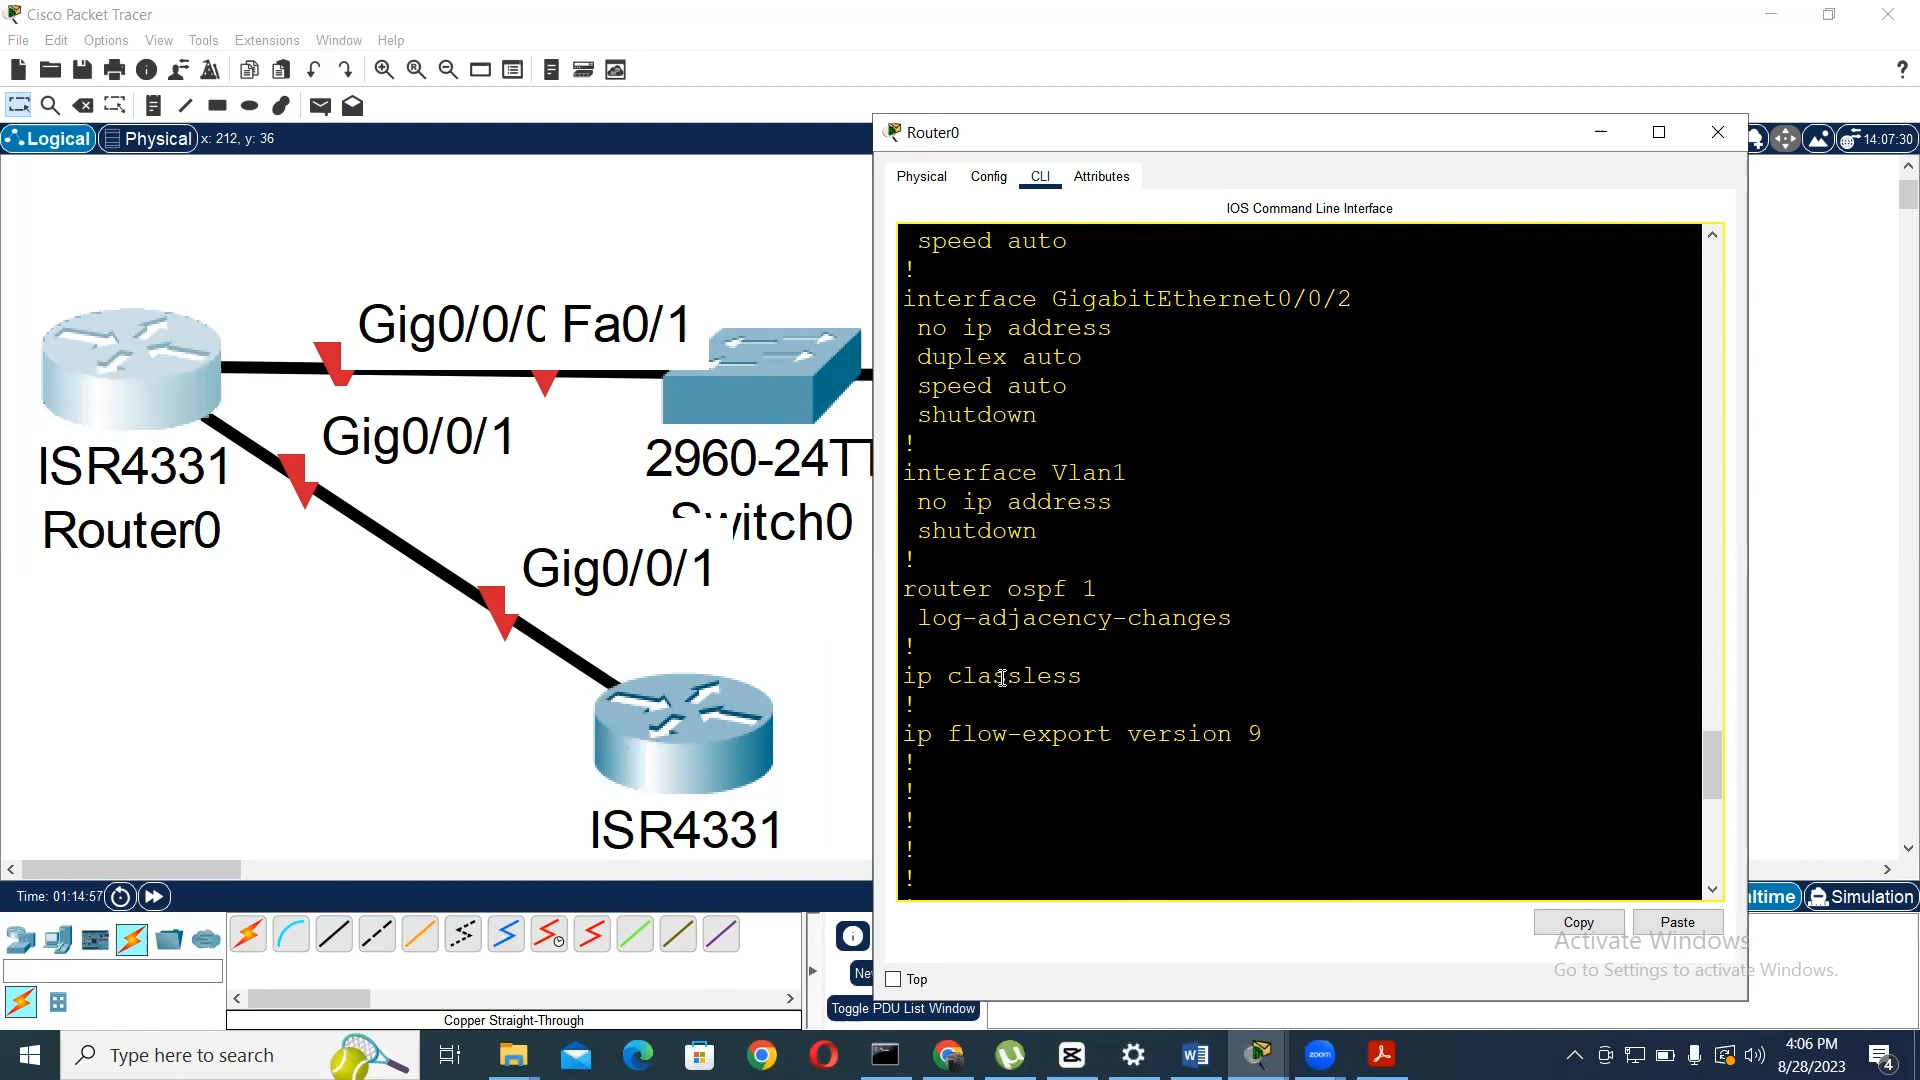 Cisco Packet Tracer
File Edit Options View Tools Extensions Window Help
Logical Physical x: 212, y: 36
14:07:30
Router0
Physical Config CLI Attributes
IOS Command Line Interface
speed auto
!
interface GigabitEthernet0/0/2
no ip address
duplex auto
speed auto
shutdown
!
interface Vlan1
no ip address
shutdown
!
router ospf 1
log-adjacency-changes
!
ip classless
!
ip flow-export version 9
!
!
!
!
!
Copy Paste
Top
Gig0/0/0 Fa0/1
Gig0/0/1
ISR4331
Router0
2960-24TT
Switch0
Gig0/0/1
ISR4331
Time: 01:14:57
ltime Simulation
Ne
Toggle PDU List Window
Copper Straight-Through
Activate Windows
Go to Settings to activate Windows.
Type here to search
zoom
4:06 PM
8/28/2023
4